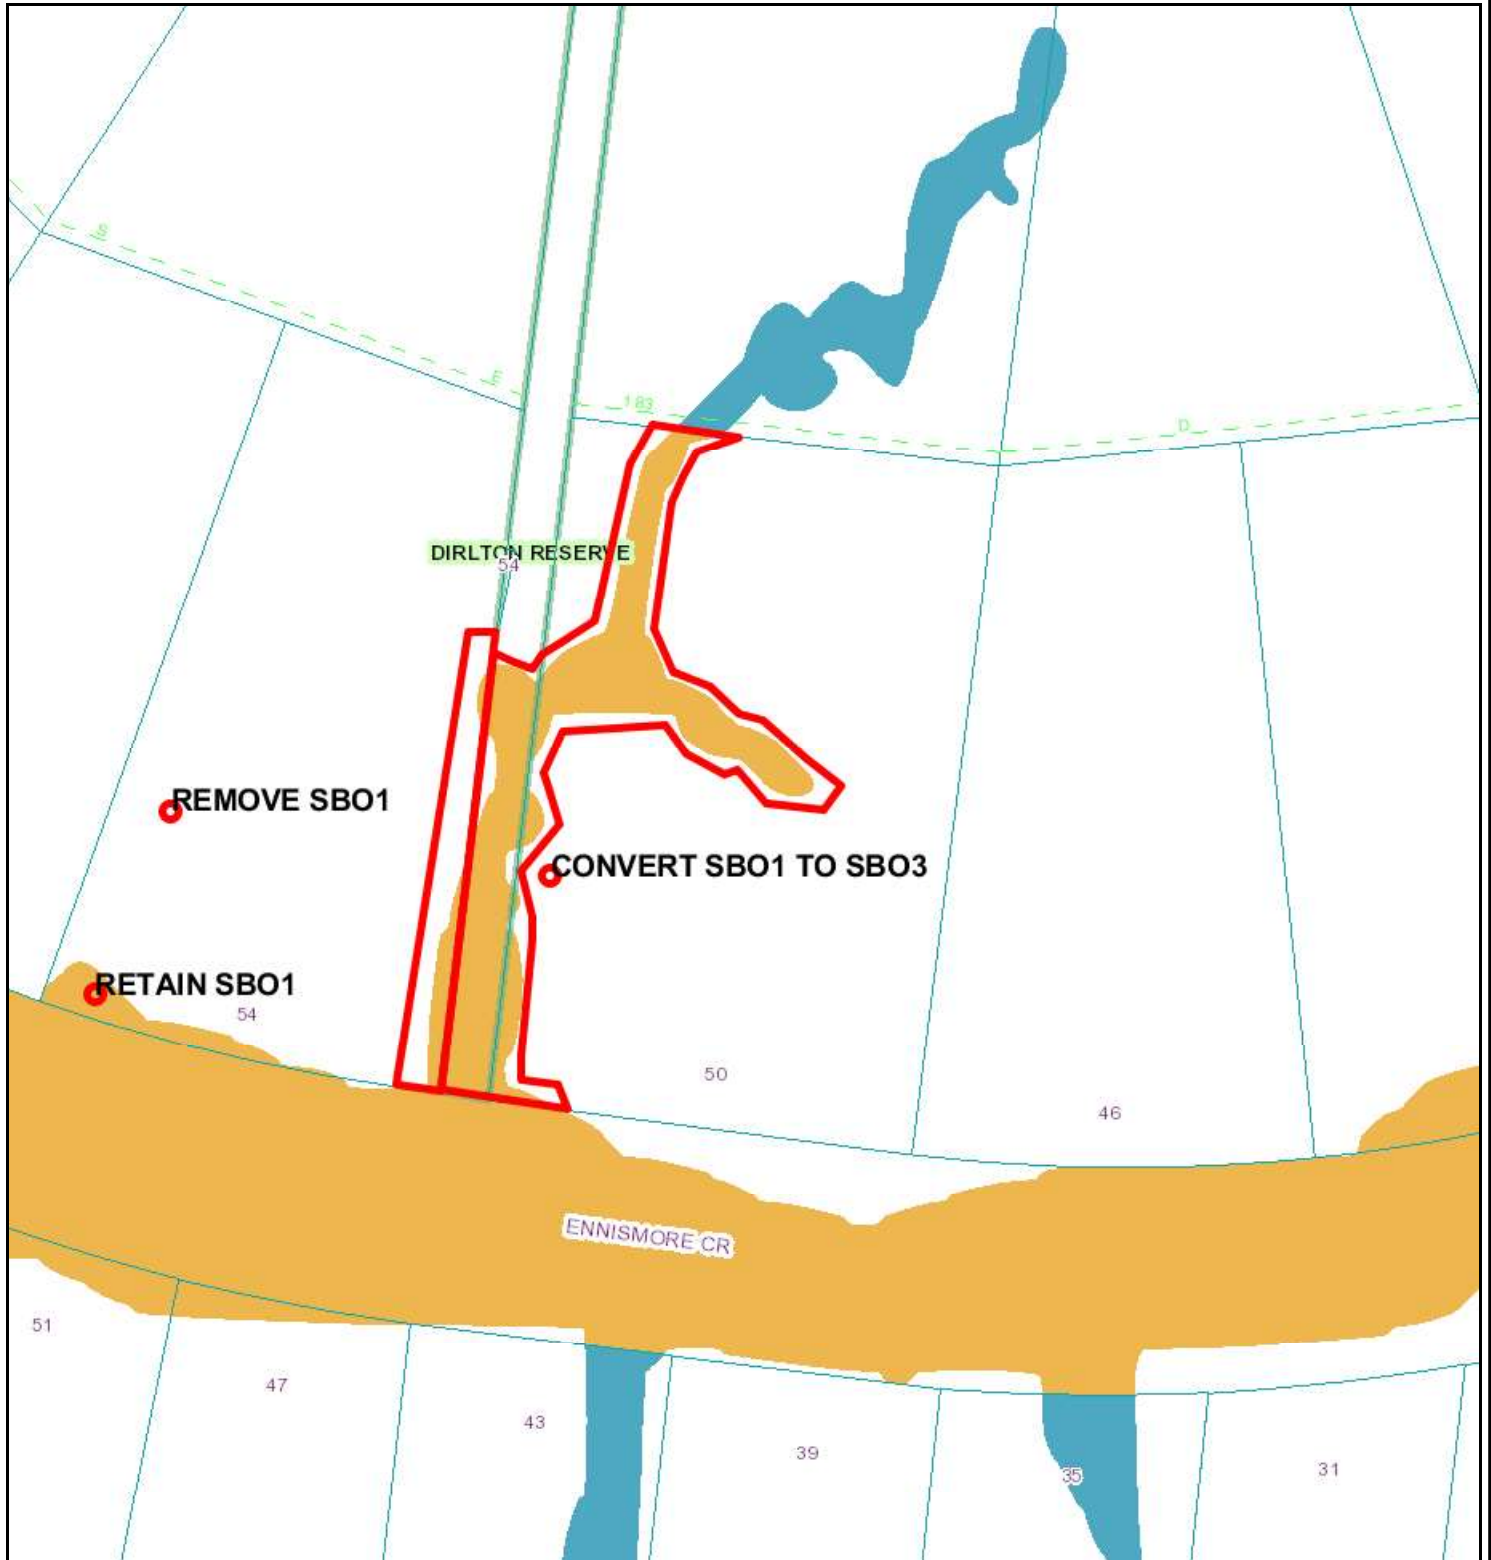 S
E
183
D
DIRLTON RESERVE
54
REMOVE SBO1
CONVERT SBO1 TO SBO3
RETAIN SBO1
54
50
46
ENNISMORE CR
51
47
43
39
35
31